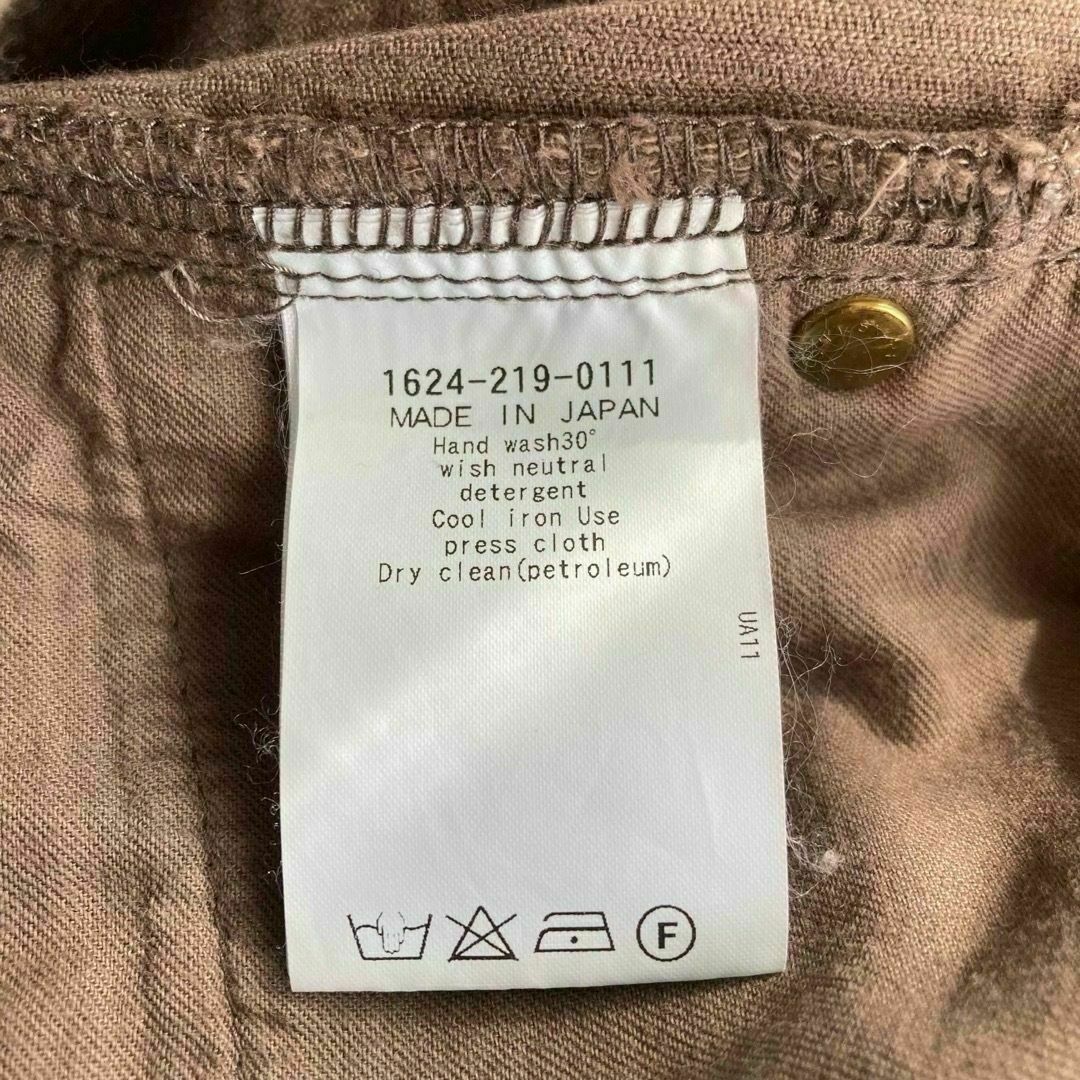 1624-219-0111
MADE IN JAPAN
Hand wash30°
wish neutral
detergent
Cool iron Use
press cloth
Dry clean(petroleum)
UA11
F